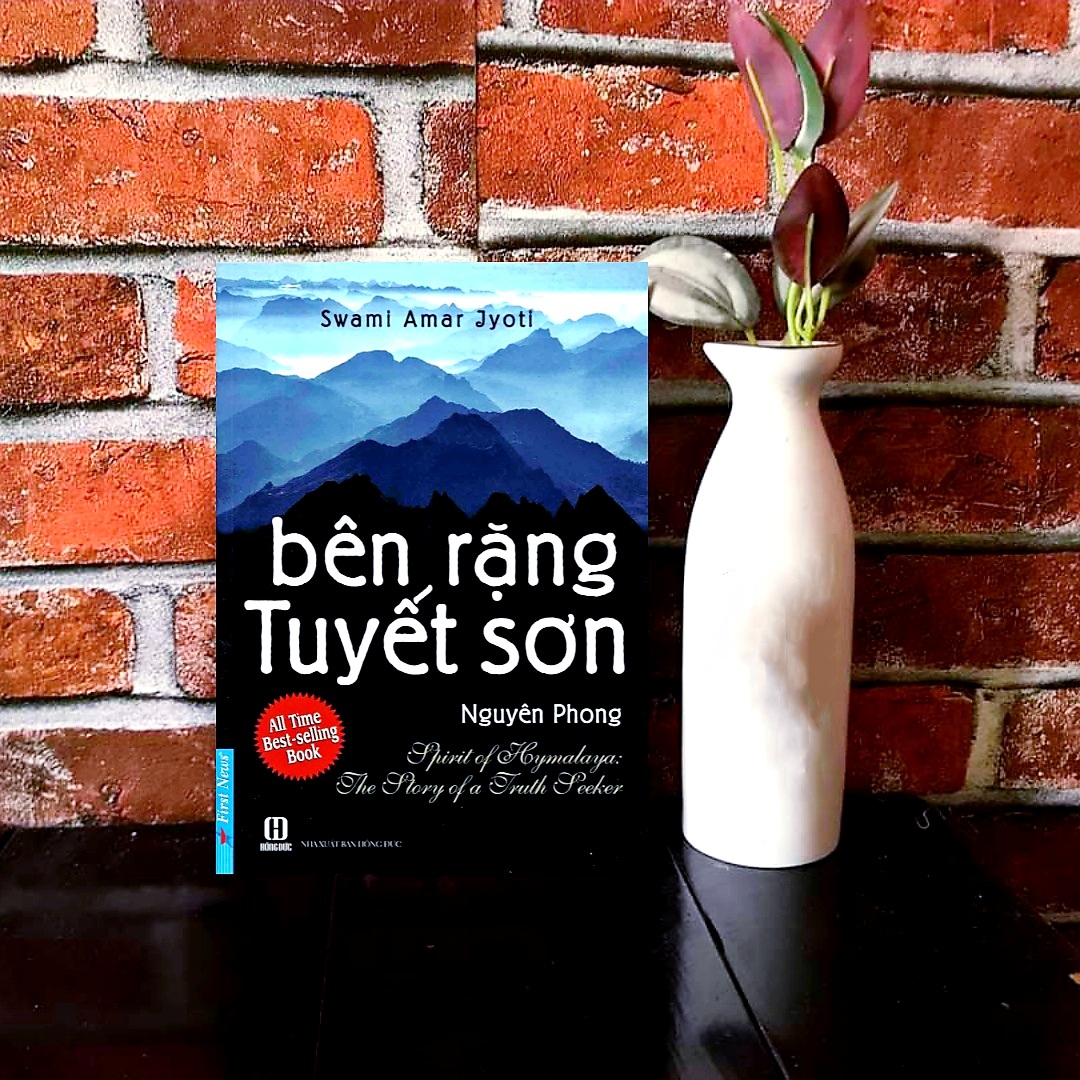 Swami Amar Jyoti
bên rặng
Tuyết sơn
Nguyên Phong
All Time
Best-selling
Book
Spirit of Hymalaya:
The Story of a Truth Seeker
First News
HỒNG ĐỨC
NHÀ XUẤT BẢN HỒNG ĐỨC